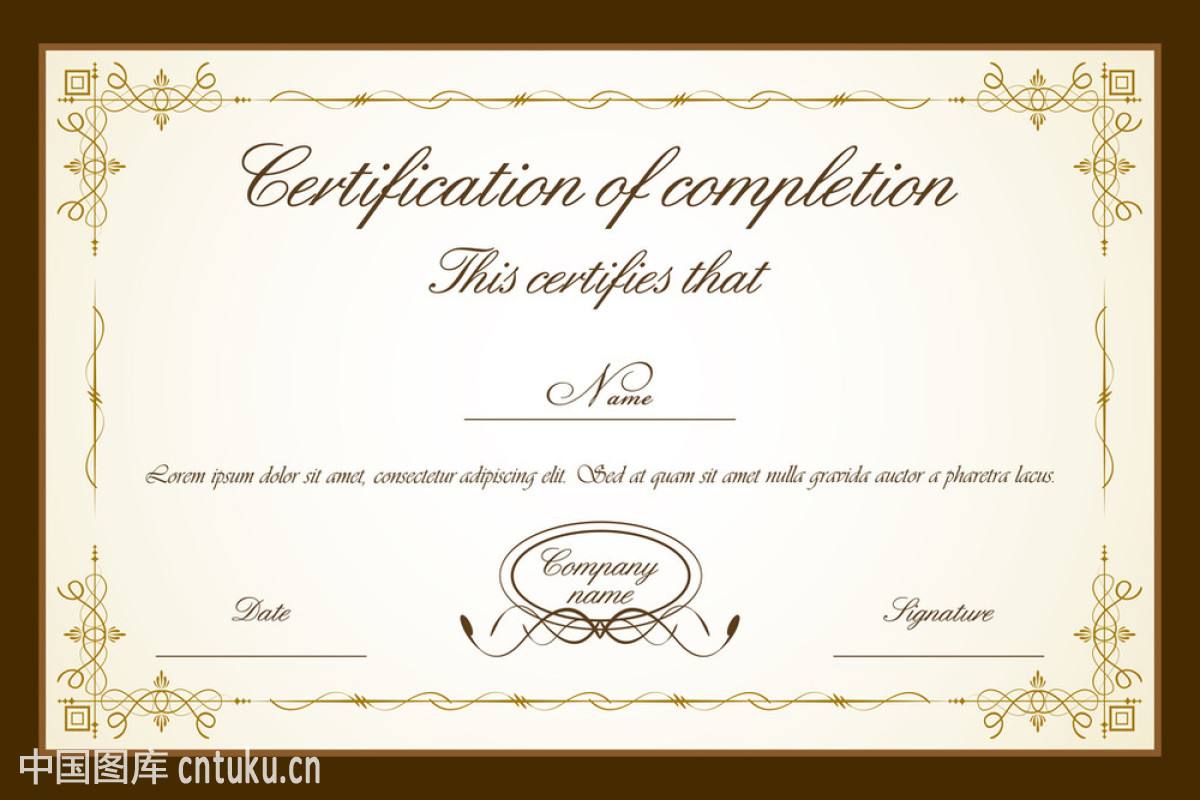 Certification of completion
This certifies that
Name
Lorem ipsum dolor sit amet, consectetur adipiscing elit. Sed at quam sit amet nulla gravida auctor a pharetra lacus.
Company
name
Date
Signature
中国图库 cntuku.cn